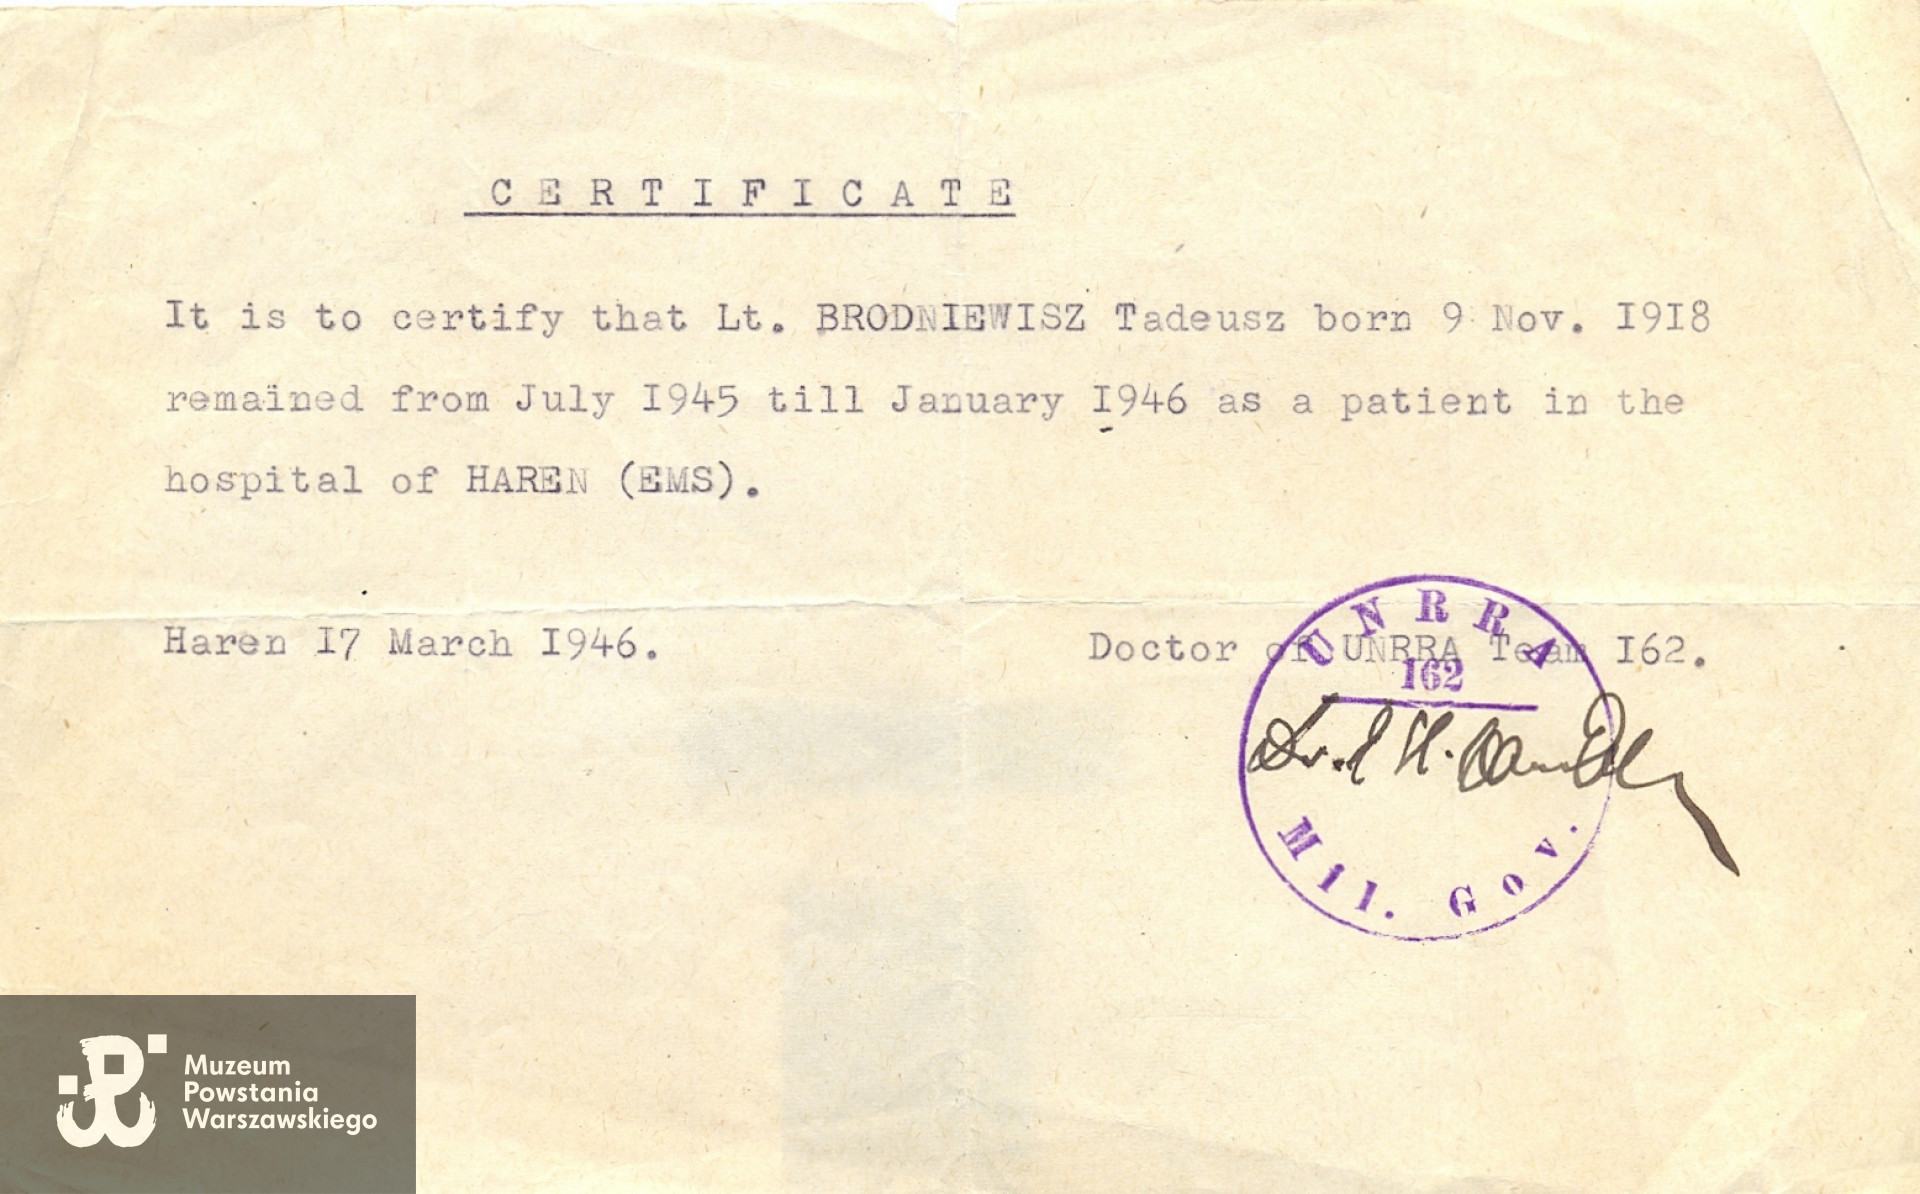 CERTIFICATE
It is to certify that Lt. BRODNIEWISZ Tadeusz born 9 Nov. I9I8
remained from July I945 till January I946 as a patient in the
hospital of HAREN (EMS).
Haren I7 March I946.
Doctor of UNRRA Team I62.
UNRRA
162
Mil. Gov.
Muzeum
Powstania
Warszawskiego